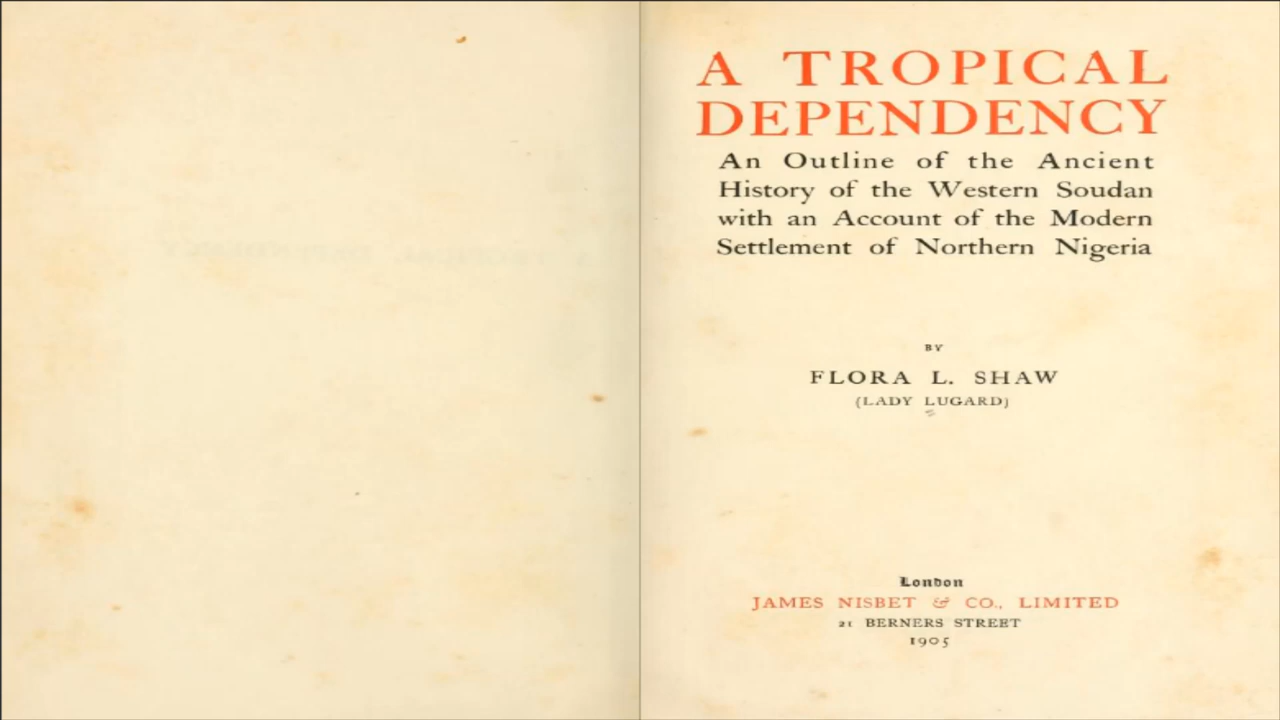 A TROPICAL
DEPENDENCY
An Outline of the Ancient
History of the Western Soudan
with an Account of the Modern
Settlement of Northern Nigeria
BY
FLORA L. SHAW
(LADY LUGARD)
London
JAMES NISBET & CO., LIMITED
21 BERNERS STREET
1905